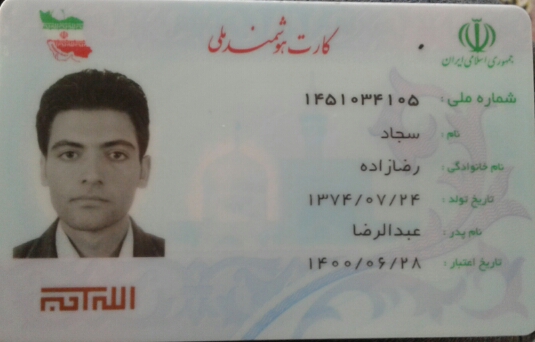 جمهوری اسلامی ایران
کارت هوشمند ملی
شماره ملی: ۱۴۵۱۰۳۴۱۰۵
نام: سجاد
نام خانوادگی: رضازاده
تاریخ تولد: ۱۳۷۴/۰۷/۲۴
نام پدر: عبدالرضا
تاریخ اعتبار: ۱۴۰۰/۰۶/۲۸
الله اکبر